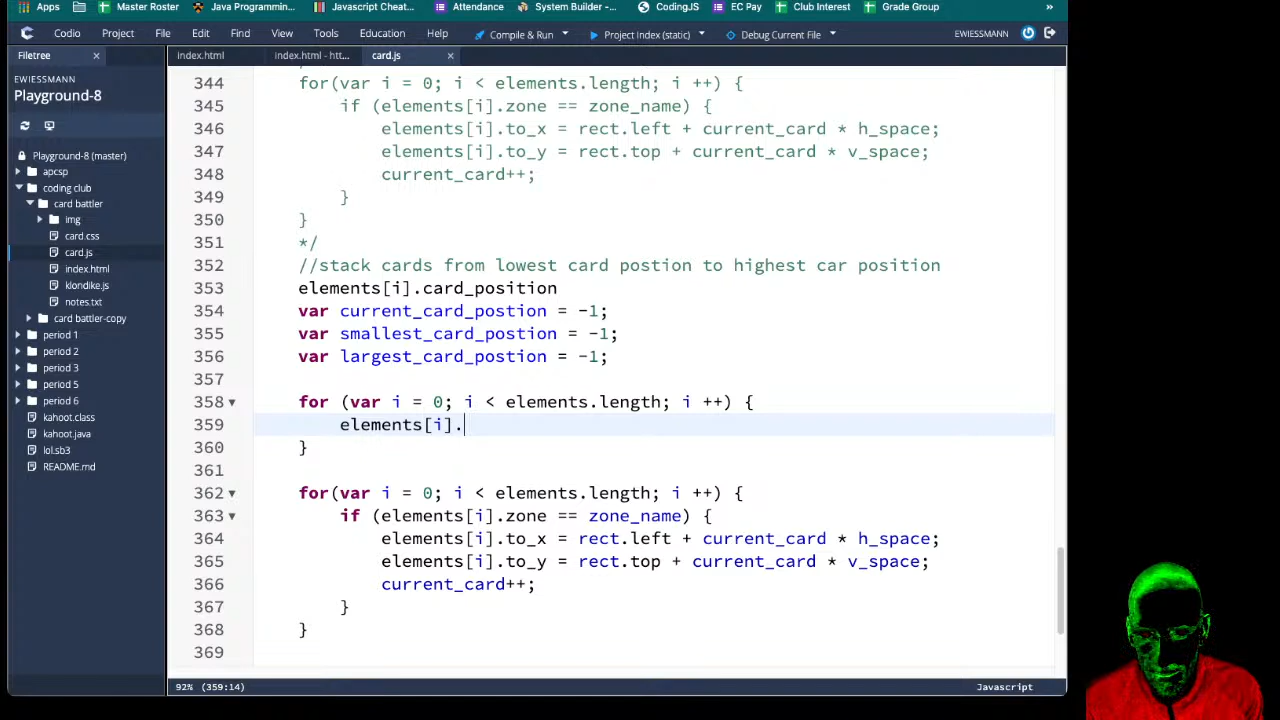 Apps Master Roster Java Programmin... Javascript Cheat... Attendance System Builder -... CodingJS EC Pay Club Interest Grade Group »
Codio Project File Edit Find View Tools Education Help Compile & Run Project Index (static) Debug Current File EWIESSMANN
Filetree × index.html index.html - htt... card.js ×
EWIESSMANN
Playground-8
Playground-8 (master)
apcsp
coding club
card battler
img
card.css
card.js
index.html
klondike.js
notes.txt
card battler-copy
period 1
period 2
period 3
period 5
period 6
kahoot.class
kahoot.java
lol.sb3
README.md
344 for(var i = 0; i < elements.length; i ++) {
345 if (elements[i].zone == zone_name) {
346 elements[i].to_x = rect.left + current_card * h_space;
347 elements[i].to_y = rect.top + current_card * v_space;
348 current_card++;
349 }
350 }
351 */
352 //stack cards from lowest card postion to highest car position
353 elements[i].card_position
354 var current_card_postion = -1;
355 var smallest_card_postion = -1;
356 var largest_card_postion = -1;
357
358 for (var i = 0; i < elements.length; i ++) {
359 elements[i].
360 }
361
362 for(var i = 0; i < elements.length; i ++) {
363 if (elements[i].zone == zone_name) {
364 elements[i].to_x = rect.left + current_card * h_space;
365 elements[i].to_y = rect.top + current_card * v_space;
366 current_card++;
367 }
368 }
369
92% (359:14) Javascript